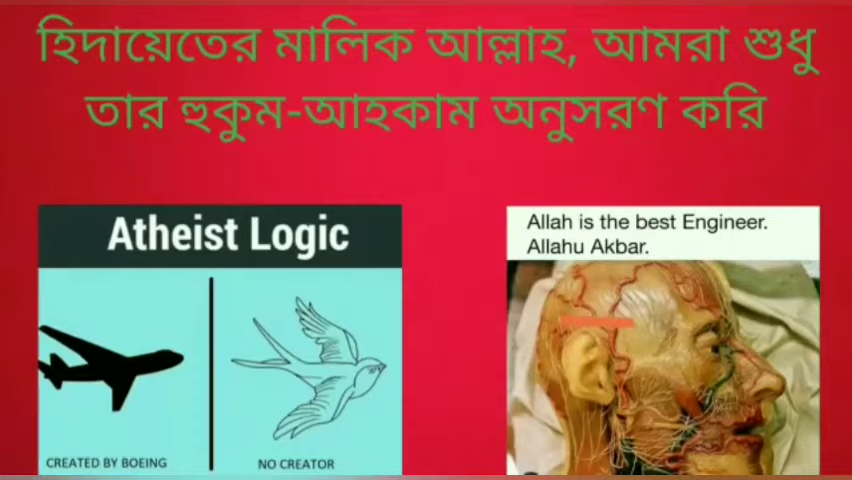 হিদায়েতের মালিক আল্লাহ, আমরা শুধু
তার হুকুম-আহকাম অনুসরণ করি
Atheist Logic
CREATED BY BOEING
NO CREATOR
Allah is the best Engineer.
Allahu Akbar.